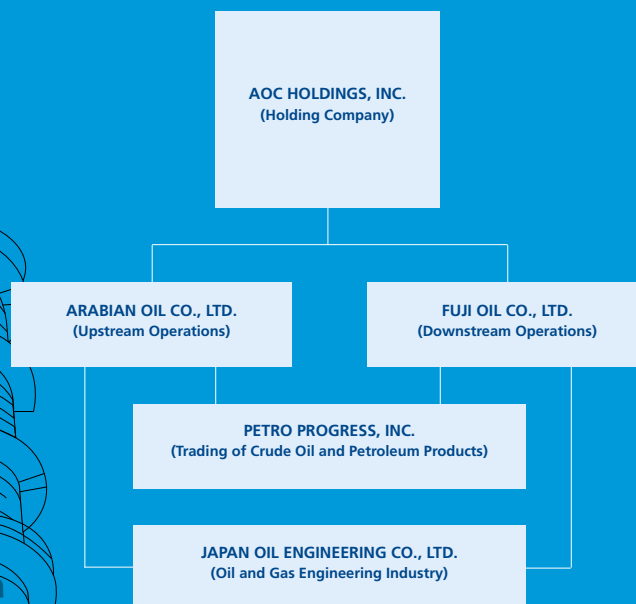 AOC HOLDINGS, INC.
(Holding Company)
ARABIAN OIL CO., LTD.
(Upstream Operations)
FUJI OIL CO., LTD.
(Downstream Operations)
PETRO PROGRESS, INC.
(Trading of Crude Oil and Petroleum Products)
JAPAN OIL ENGINEERING CO., LTD.
(Oil and Gas Engineering Industry)